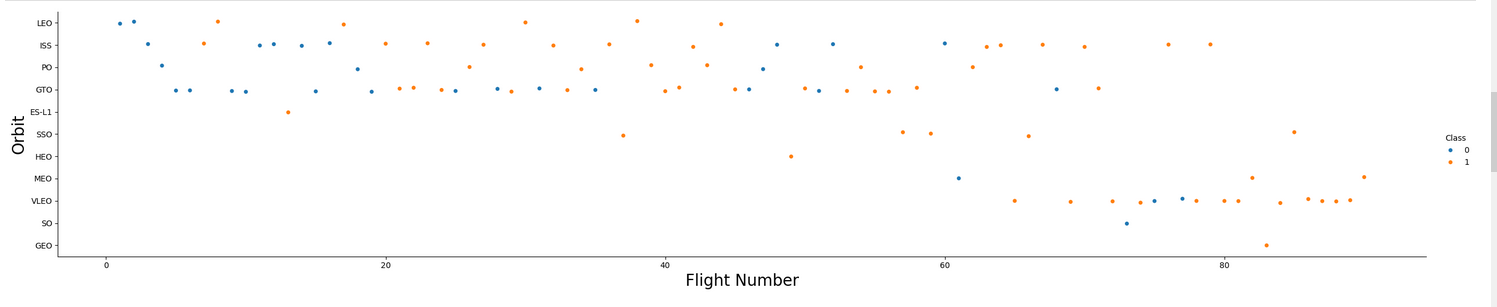 LEO
ISS
PO
GTO
ES-L1
SSO
HEO
MEO
VLEO
SO
GEO
Orbit
0 20 40 60 80
Flight Number
Class
0
1